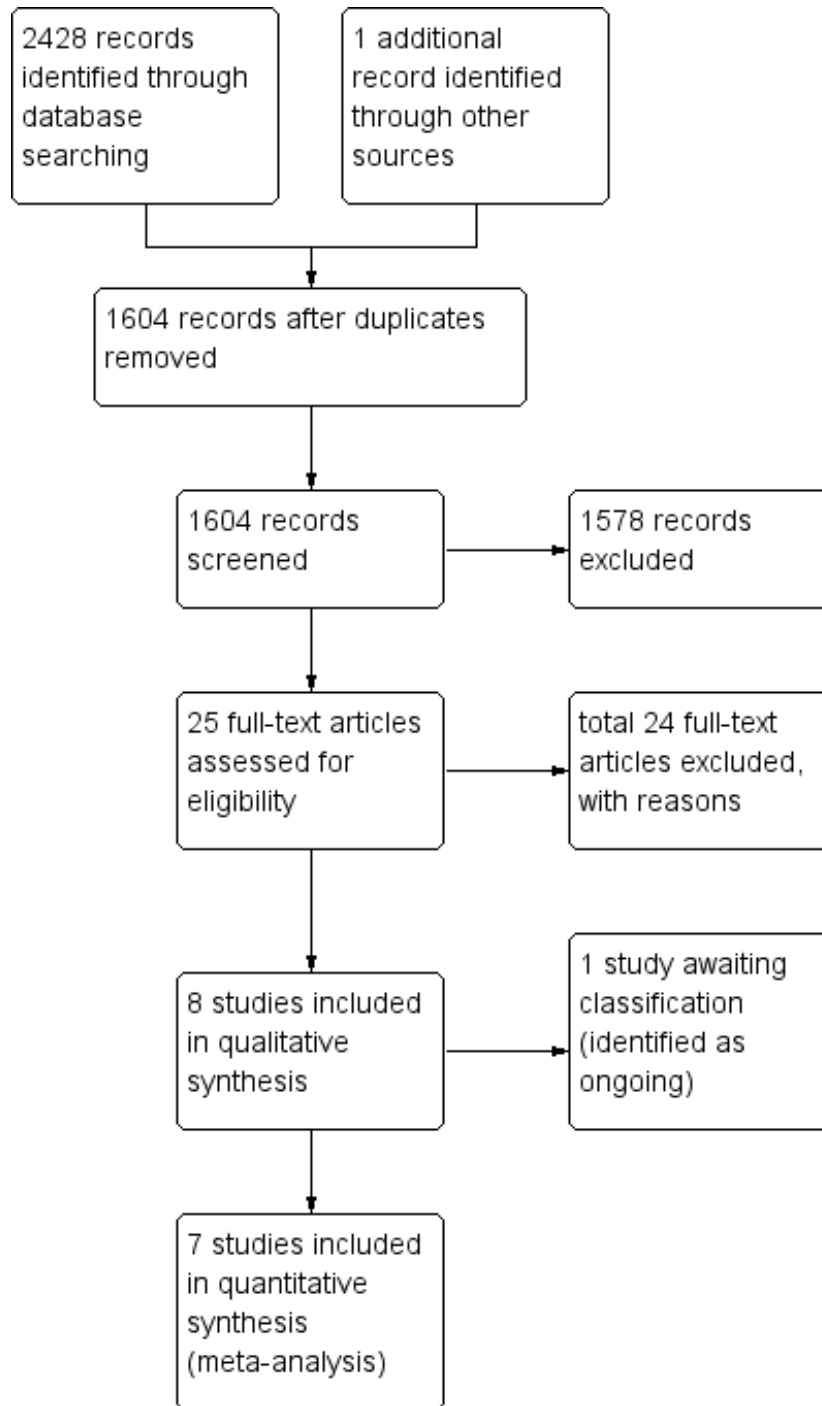 2428 records
identified through
database
searching
1 additional
record identified
through other
sources
1604 records after duplicates
removed
1604 records
screened
1578 records
excluded
25 full-text articles
assessed for
eligibility
total 24 full-text
articles excluded,
with reasons
8 studies included
in qualitative
synthesis
1 study awaiting
classification
(identified as
ongoing)
7 studies included
in quantitative
synthesis
(meta-analysis)